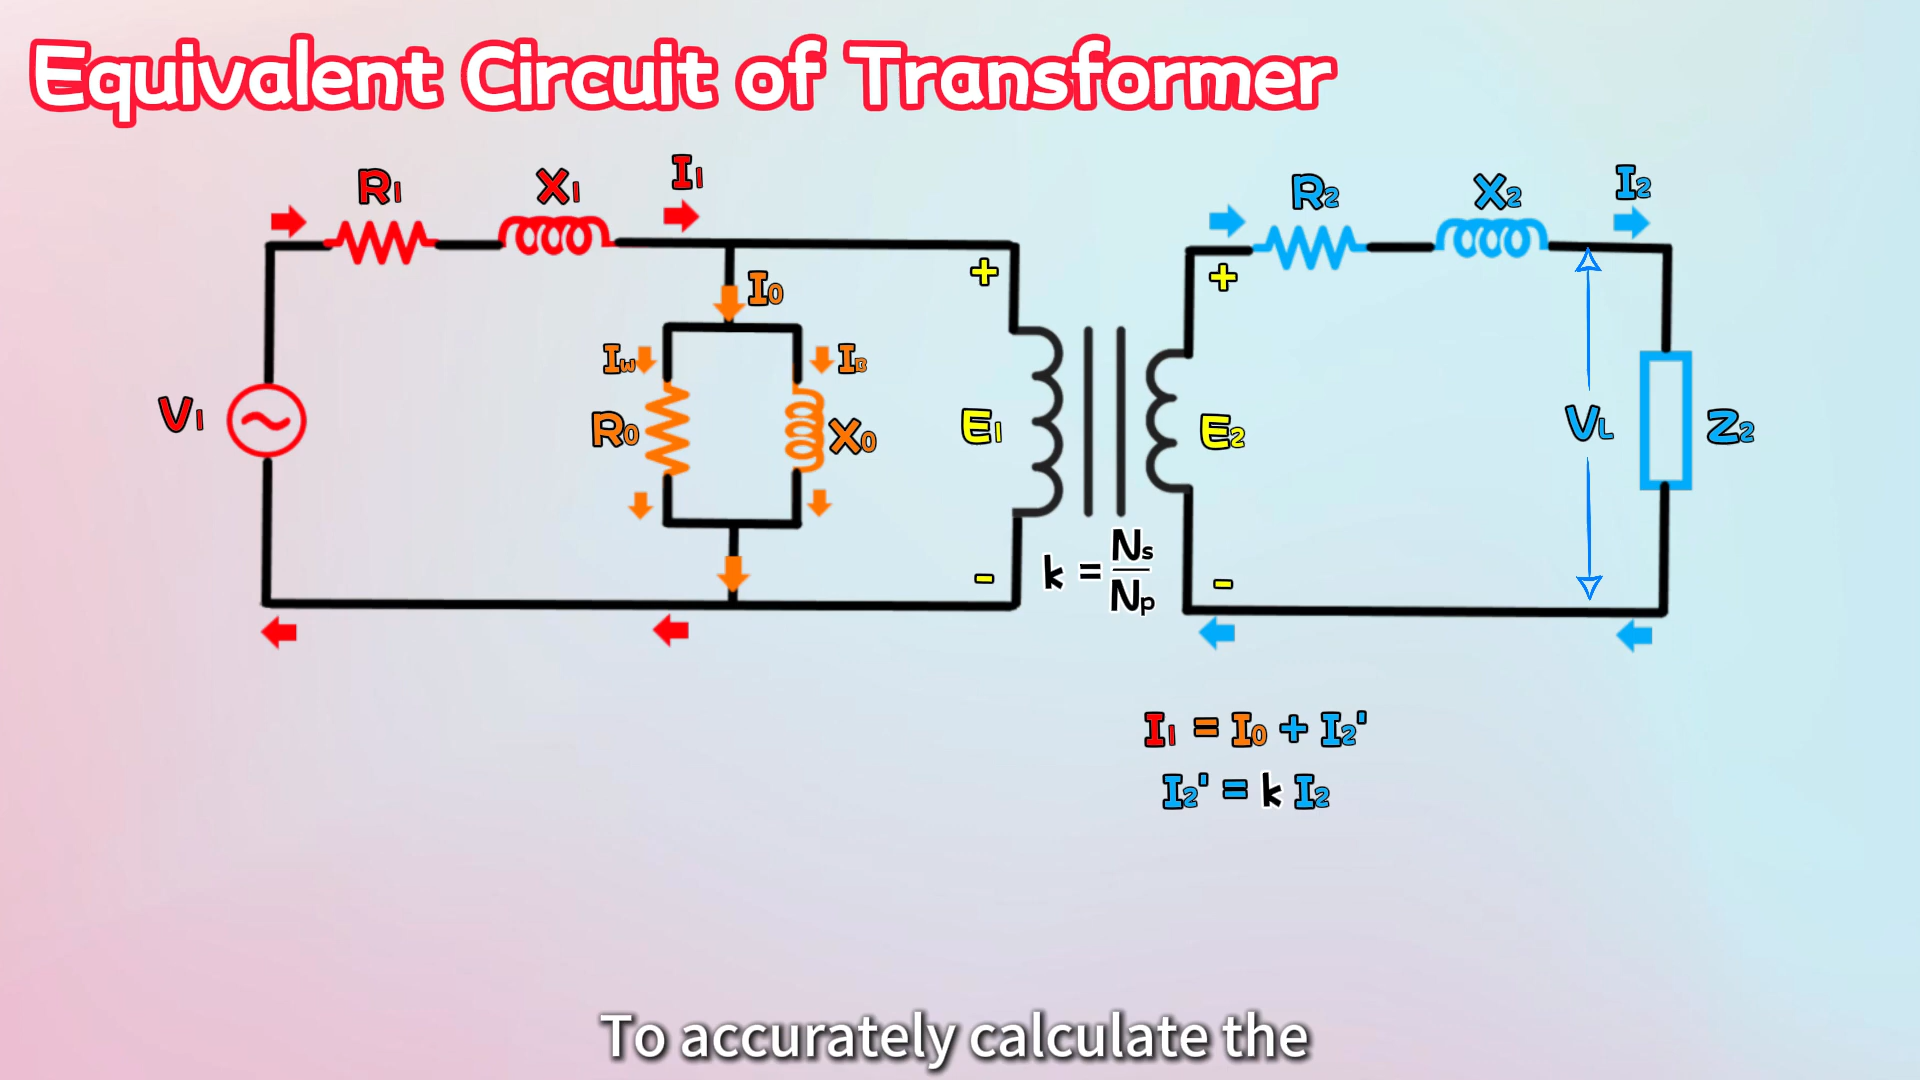 Equivalent Circuit of Transformer
R1 X1 I1 R2 X2 I2
+ I0 +
Iw IB
V1 R0 X0 E1 E2 VL Z2
- k = Ns/Np -
I1 = I0 + I2'
I2' = k I2
To accurately calculate the